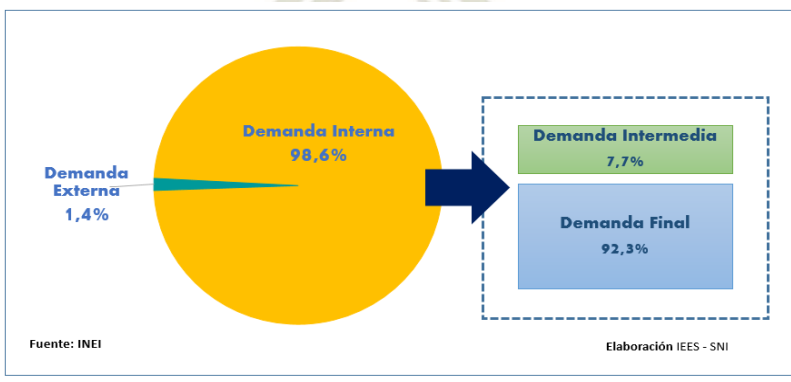 Demanda Interna
98,6%
Demanda
Externa
1,4%
Demanda Intermedia
7,7%
Demanda Final
92,3%
Fuente: INEI
Elaboración IEES - SNI